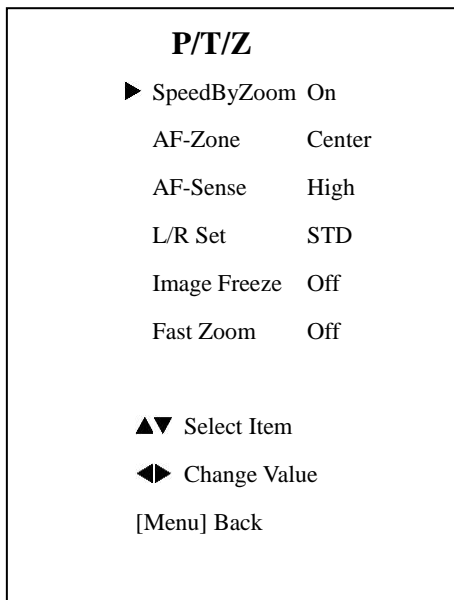 P/T/Z
▶ SpeedByZoom On
AF-Zone Center
AF-Sense High
L/R Set STD
Image Freeze Off
Fast Zoom Off
▲▼ Select Item
◀▶ Change Value
[Menu] Back